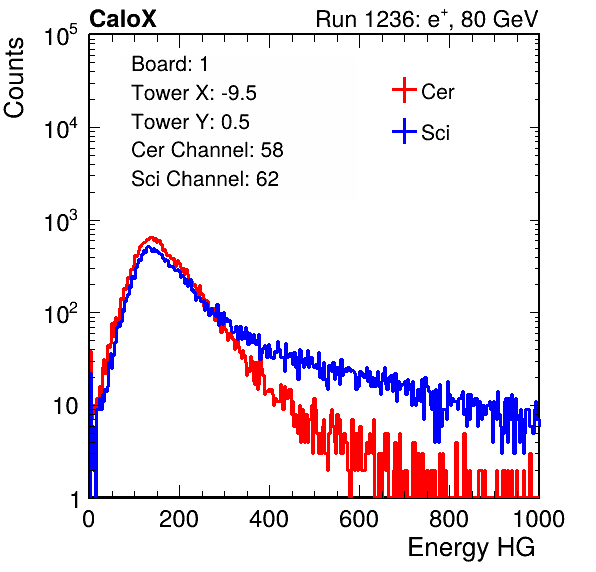 CaloX Run 1236: e⁺, 80 GeV
Counts
Board: 1
Tower X: -9.5
Tower Y: 0.5
Cer Channel: 58
Sci Channel: 62
Cer
Sci
10⁵
10⁴
10³
10²
10
1
0 200 400 600 800 1000
Energy HG